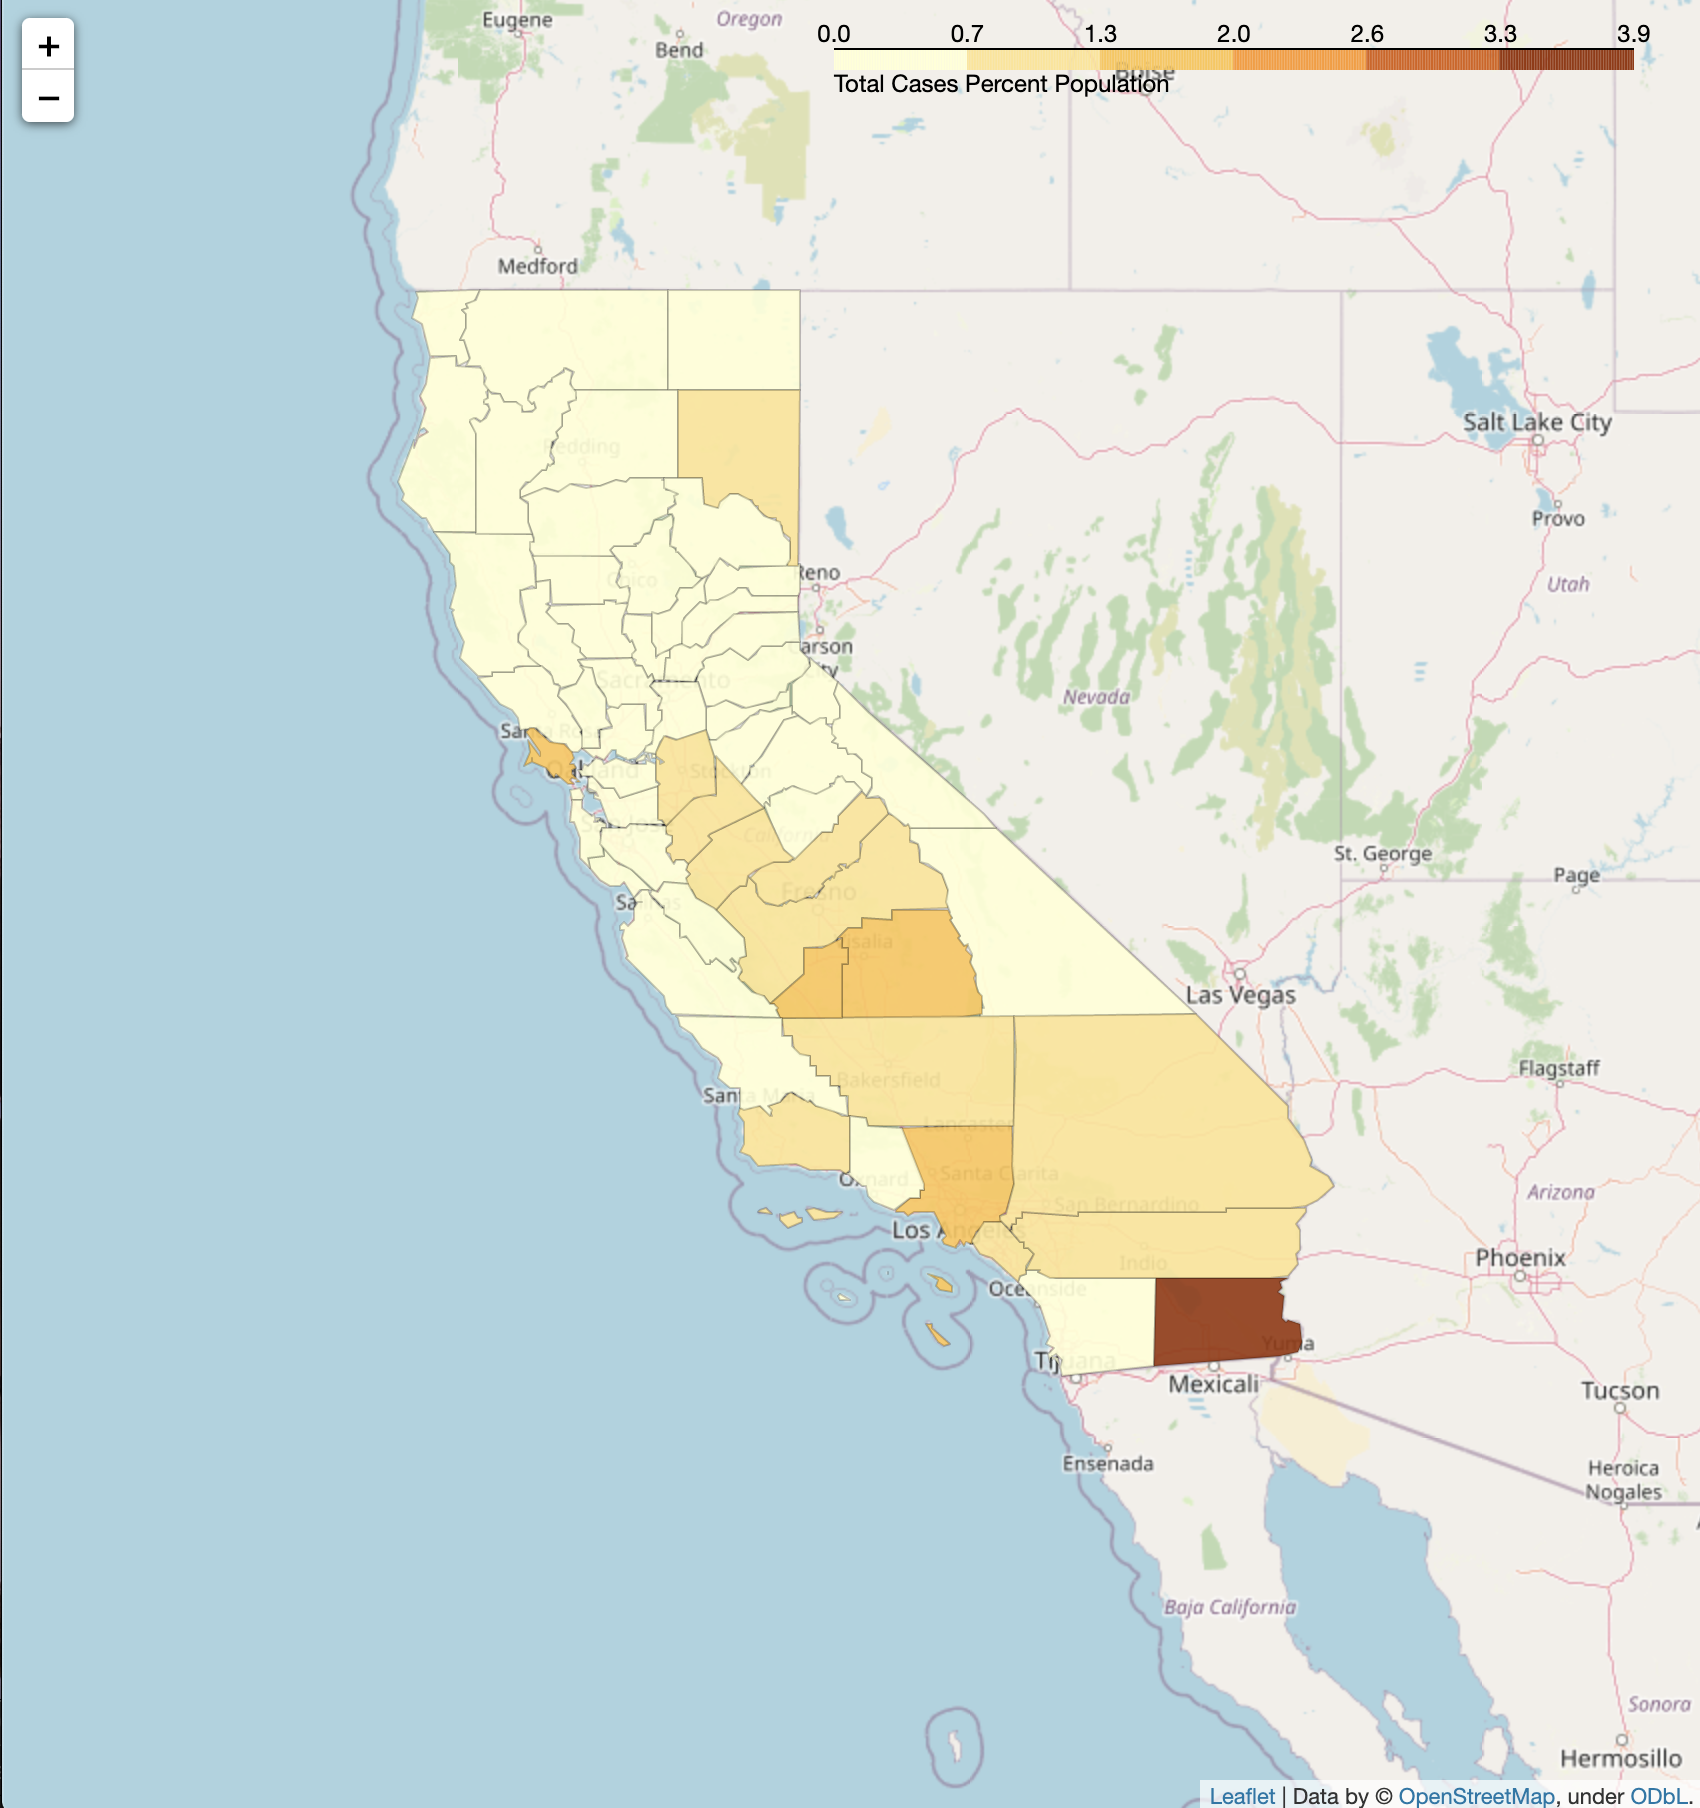 +
−
Eugene
Oregon
Bend
0.0 0.7 1.3 2.0 2.6 3.3 3.9
Boise
Total Cases Percent Population
Medford
Redding
Salt Lake City
Provo
Chico
Reno
Utah
Carson
City
Sacramento
Nevada
Santa Rosa
Oakland
Stockton
San Jose
California
St. George
Page
Fresno
Salinas
Visalia
Las Vegas
Flagstaff
Bakersfield
Santa Maria
Lancaster
Santa Clarita
Oxnard
Arizona
San Bernardino
Los Angeles
Indio
Phoenix
Oceanside
Yuma
Tijuana
Mexicali
Tucson
Ensenada
Heroica
Nogales
Baja California
Sonora
Hermosillo
Leaflet | Data by © OpenStreetMap, under ODbL.